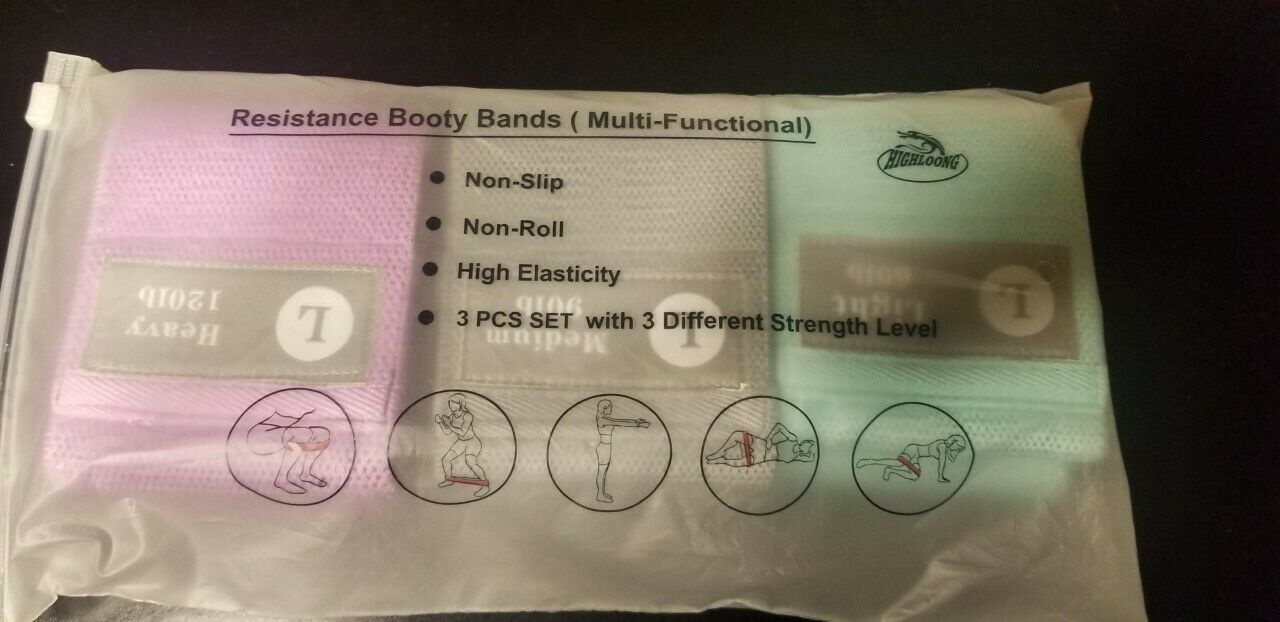 Resistance Booty Bands ( Multi-Functional)
HIGHLOONG
● Non-Slip
● Non-Roll
● High Elasticity
● 3 PCS SET with 3 Different Strength Level
L
Heavy
120lb
L
Medium
90lb
L
Light